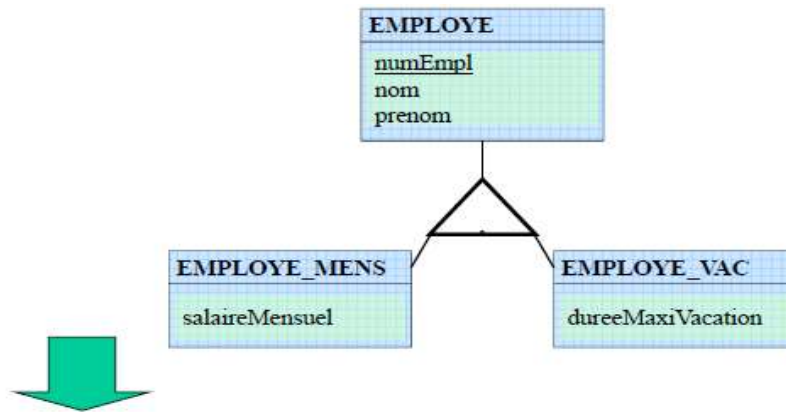 EMPLOYE
numEmpl
nom
prenom
EMPLOYE_MENS
salaireMensuel
EMPLOYE_VAC
dureeMaxiVacation